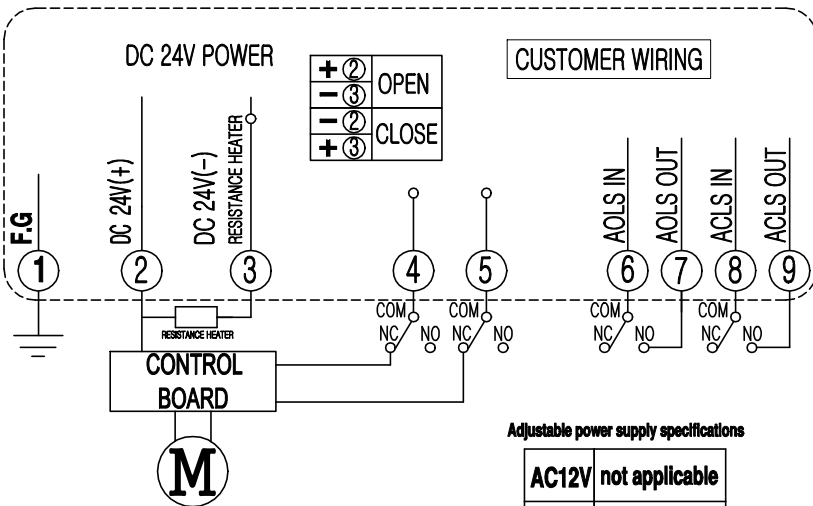 DC 24V POWER
CUSTOMER WIRING
+ ② OPEN
− ③
− ② CLOSE
+ ③
F.G
DC 24V(+)
DC 24V(-)
RESISTANCE HEATER
AOLS IN
AOLS OUT
ACLS IN
ACLS OUT
1 2 3 4 5 6 7 8 9
COM COM COM COM
NC NO NC NO NC NO NC NO
RESISTANCE HEATER
CONTROL
BOARD
M
Adjustable power supply specifications
AC12V not applicable